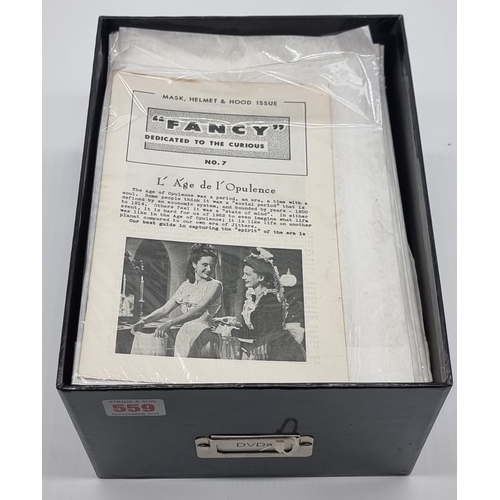 MASK, HELMET & HOOD ISSUE
"FANCY"
DEDICATED TO THE CURIOUS
NO. 7
L'Age de l'Opulence
The Age of Opulence was a period, an era, a time with a
soul. Some people think it was a "social period" that is
defined by an economic system, and bounded by years - 1900
to 1914. Others feel it was a "state of mind". In either
event, it is hard for us of 1952 to even imagine what life
was like in the Age of Opulence; it is like life on another
planet compared to our own era of Jitters.
Our best guide in capturing the "spirit" of the era is
559
DVDs